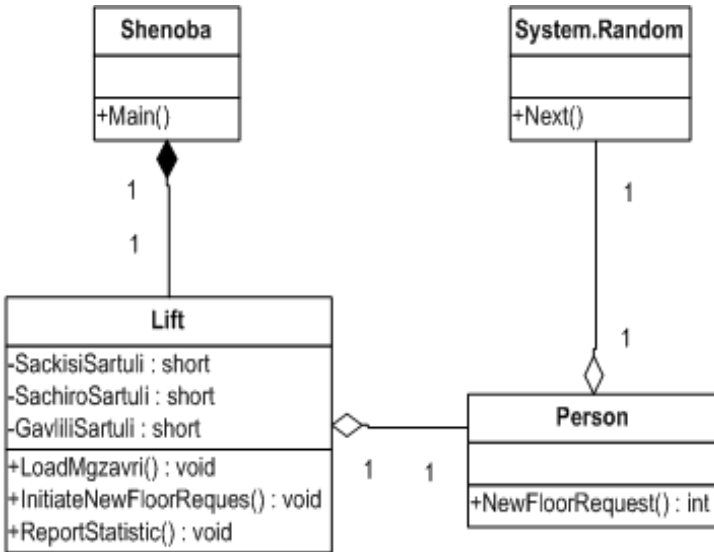 Shenoba
+Main()
System.Random
+Next()
1
1
1
1
Lift
-SackisiSartuli : short
-SachiroSartuli : short
-GavliliSartuli : short
+LoadMgzavri() : void
+InitiateNewFloorReques() : void
+ReportStatistic() : void
1
1
Person
+NewFloorRequest() : int